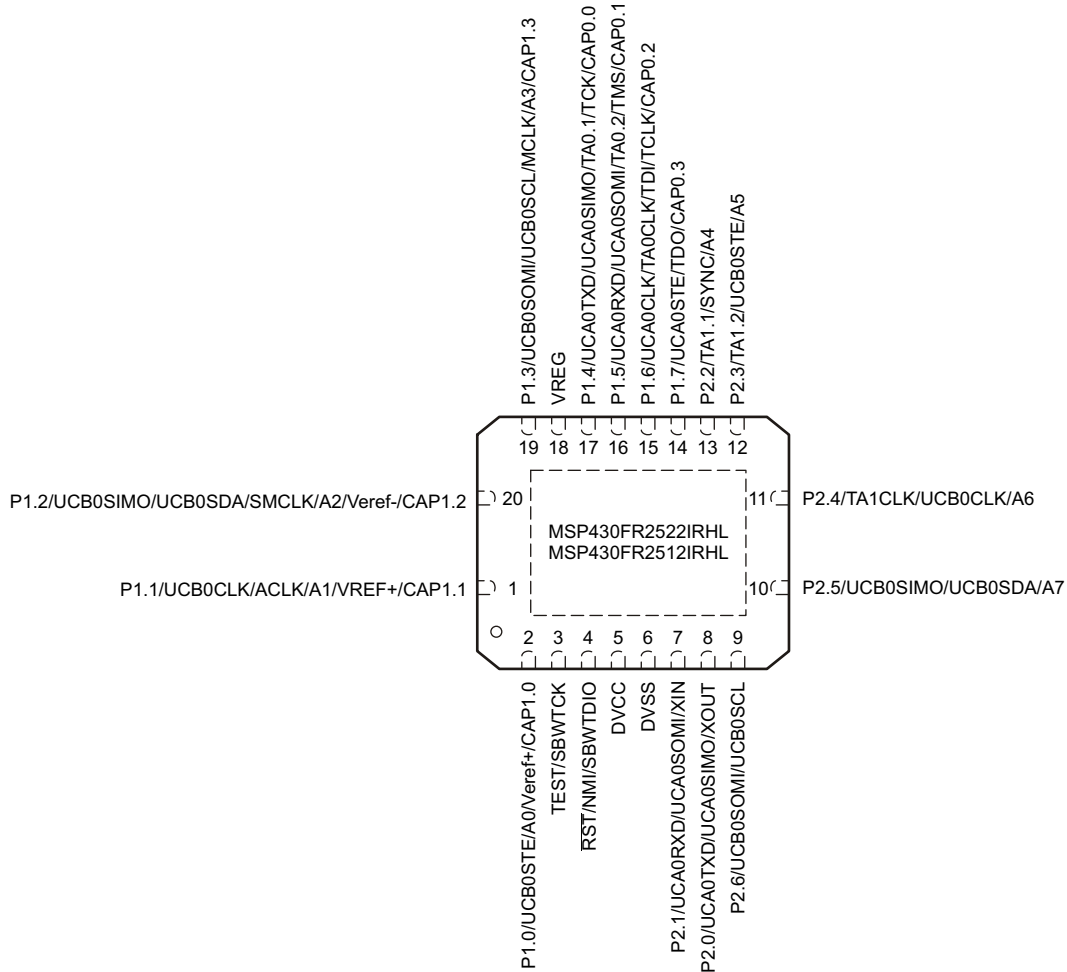 P1.3/UCB0SOMI/UCB0SCL/MCLK/A3/CAP1.3
VREG
P1.4/UCA0TXD/UCA0SIMO/TA0.1/TCK/CAP0.0
P1.5/UCA0RXD/UCA0SOMI/TA0.2/TMS/CAP0.1
P1.6/UCA0CLK/TA0CLK/TDI/TCLK/CAP0.2
P1.7/UCA0STE/TDO/CAP0.3
P2.2/TA1.1/SYNC/A4
P2.3/TA1.2/UCB0STE/A5
19 18 17 16 15 14 13 12
P1.2/UCB0SIMO/UCB0SDA/SMCLK/A2/Veref-/CAP1.2 20
11 P2.4/TA1CLK/UCB0CLK/A6
MSP430FR2522IRHL
MSP430FR2512IRHL
P1.1/UCB0CLK/ACLK/A1/VREF+/CAP1.1 1
10 P2.5/UCB0SIMO/UCB0SDA/A7
2 3 4 5 6 7 8 9
P1.0/UCB0STE/A0/Veref+/CAP1.0
TEST/SBWTCK
RST/NMI/SBWTDIO
DVCC
DVSS
P2.1/UCA0RXD/UCA0SOMI/XIN
P2.0/UCA0TXD/UCA0SIMO/XOUT
P2.6/UCB0SOMI/UCB0SCL